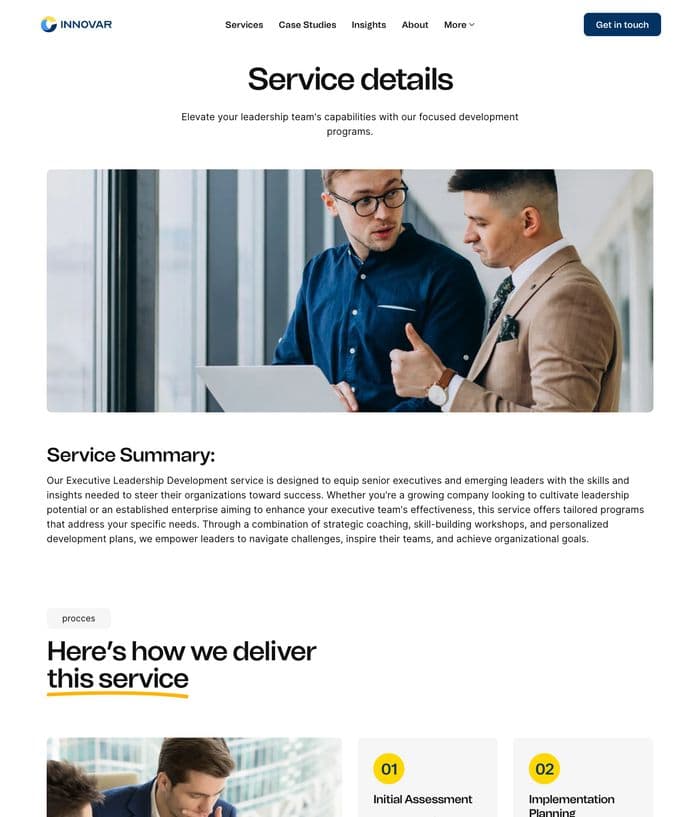 INNOVAR
Services Case Studies Insights About More
Get in touch
Service details
Elevate your leadership team's capabilities with our focused development
programs.
Service Summary:
Our Executive Leadership Development service is designed to equip senior executives and emerging leaders with the skills and
insights needed to steer their organizations toward success. Whether you're a growing company looking to cultivate leadership
potential or an established enterprise aiming to enhance your executive team's effectiveness, this service offers tailored programs
that address your specific needs. Through a combination of strategic coaching, skill-building workshops, and personalized
development plans, we empower leaders to navigate challenges, inspire their teams, and achieve organizational goals.
procces
Here's how we deliver
this service
01
Initial Assessment
02
Implementation
Planning